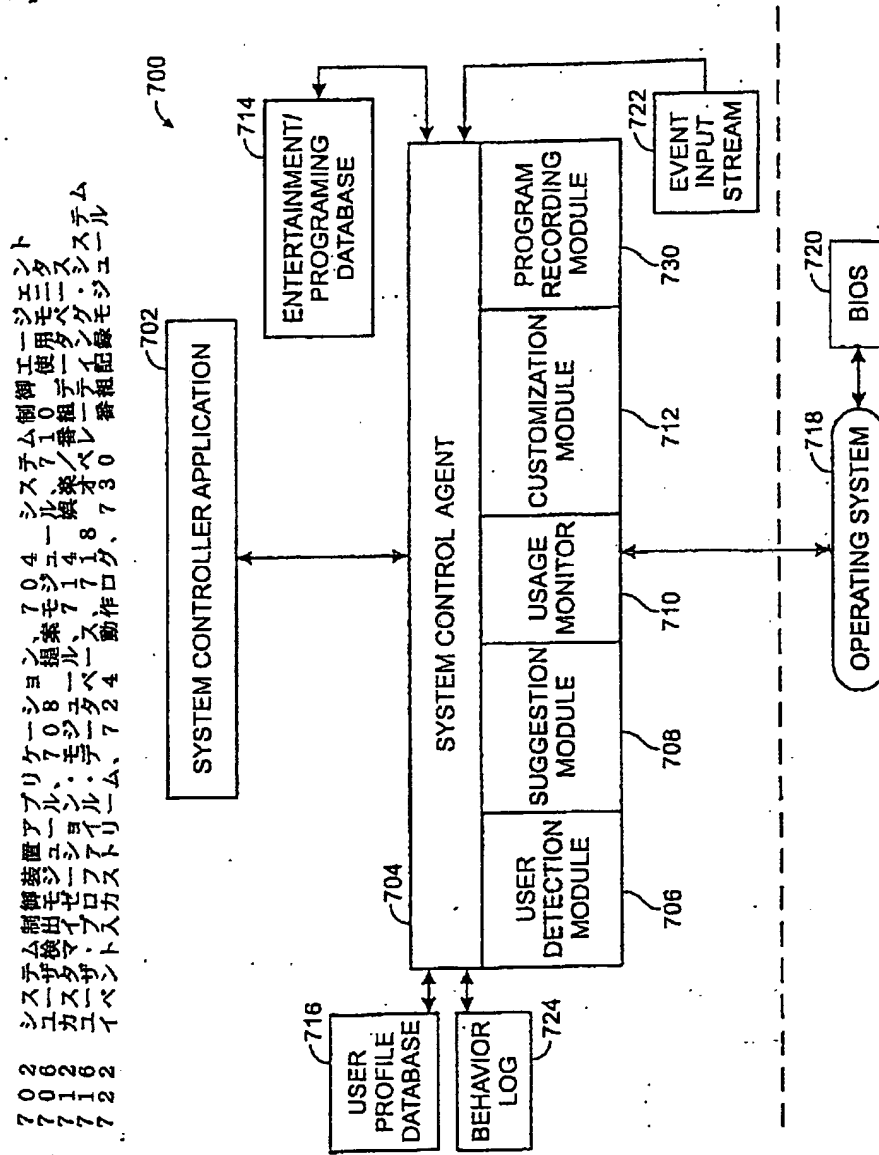 702 システム制御装置アプリケーション、704 システム制御エージェント
706 ユーザ検出モジュール、708 提案モジュール、710 使用モニタ
712 カスタマイゼーション・モジュール、714 娯楽/番組データベース
716 ユーザ・プロファイル・データベース、718 オペレーティング・システム
722 イベント入力ストリーム、724 動作ログ、730 番組記録モジュール
700
702
SYSTEM CONTROLLER APPLICATION
714
ENTERTAINMENT/
PROGRAMING
DATABASE
716
USER
PROFILE
DATABASE
704
SYSTEM CONTROL AGENT
724
BEHAVIOR
LOG
USER
DETECTION
MODULE
SUGGESTION
MODULE
USAGE
MONITOR
CUSTOMIZATION
MODULE
PROGRAM
RECORDING
MODULE
706
708
710
712
730
722
EVENT
INPUT
STREAM
718
OPERATING SYSTEM
720
BIOS